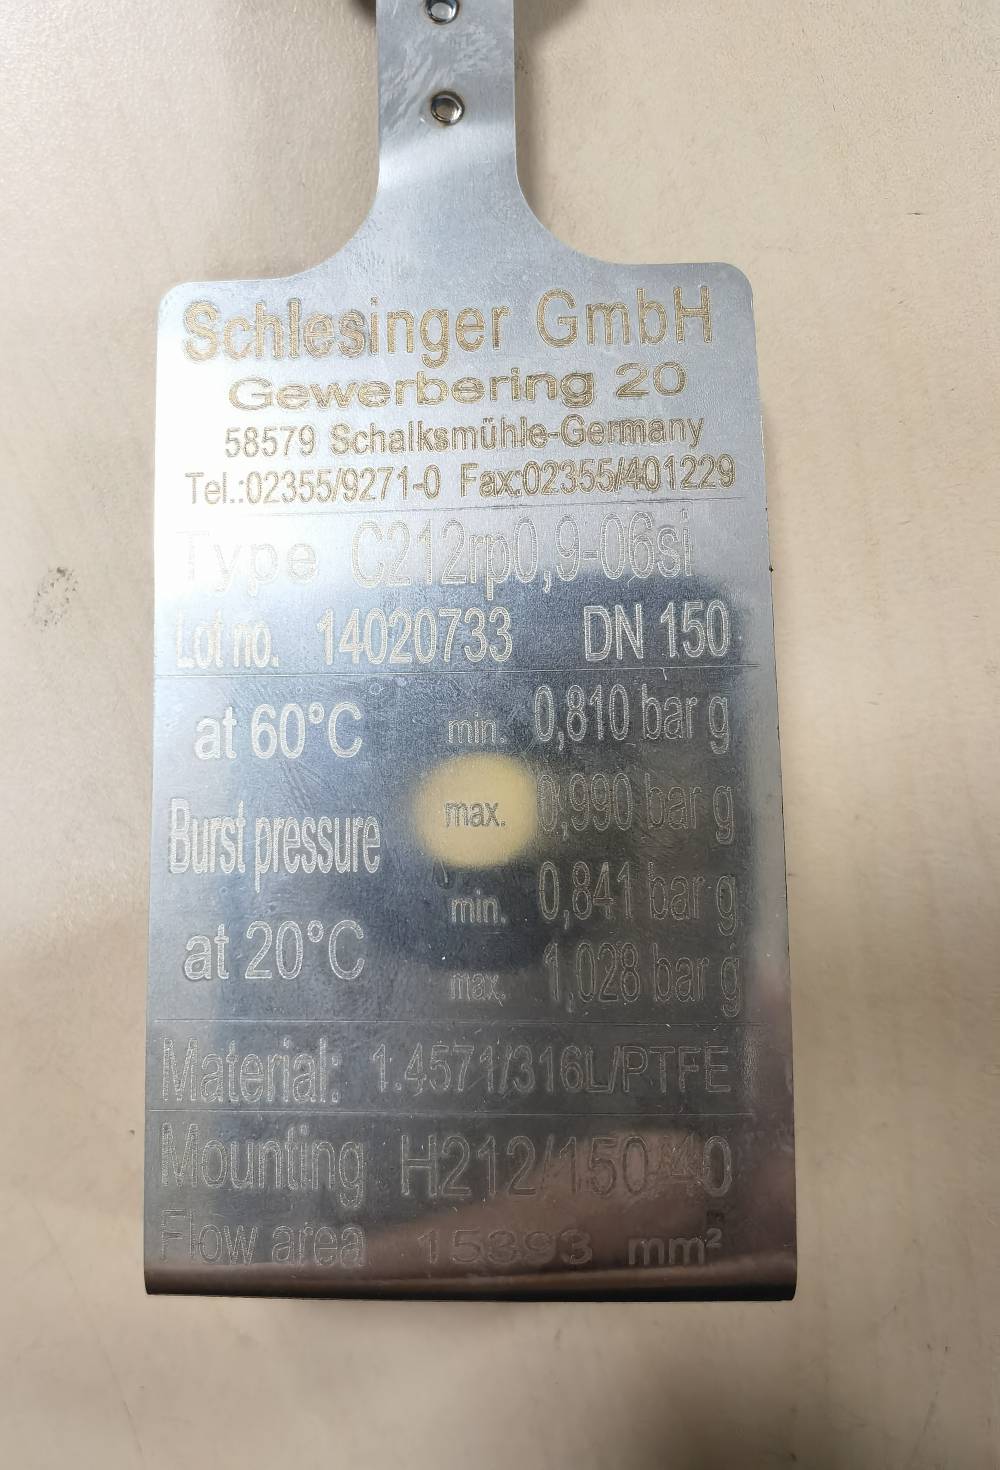 Schlesinger GmbH
Gewerbering 20
58579 Schalksmühle-Germany
Tel.:02355/9271-0 Fax:02355/401229
Type C212rp0,9-06si
Lot no. 14020733 DN 150
at 60°C min. 0,810 bar g
max. 0,990 bar g
Burst pressure
min. 0,841 bar g
at 20°C max. 1,028 bar g
Material: 1.4571/316L/PTFE
Mounting H212/150/40
Flow area 15393 mm²